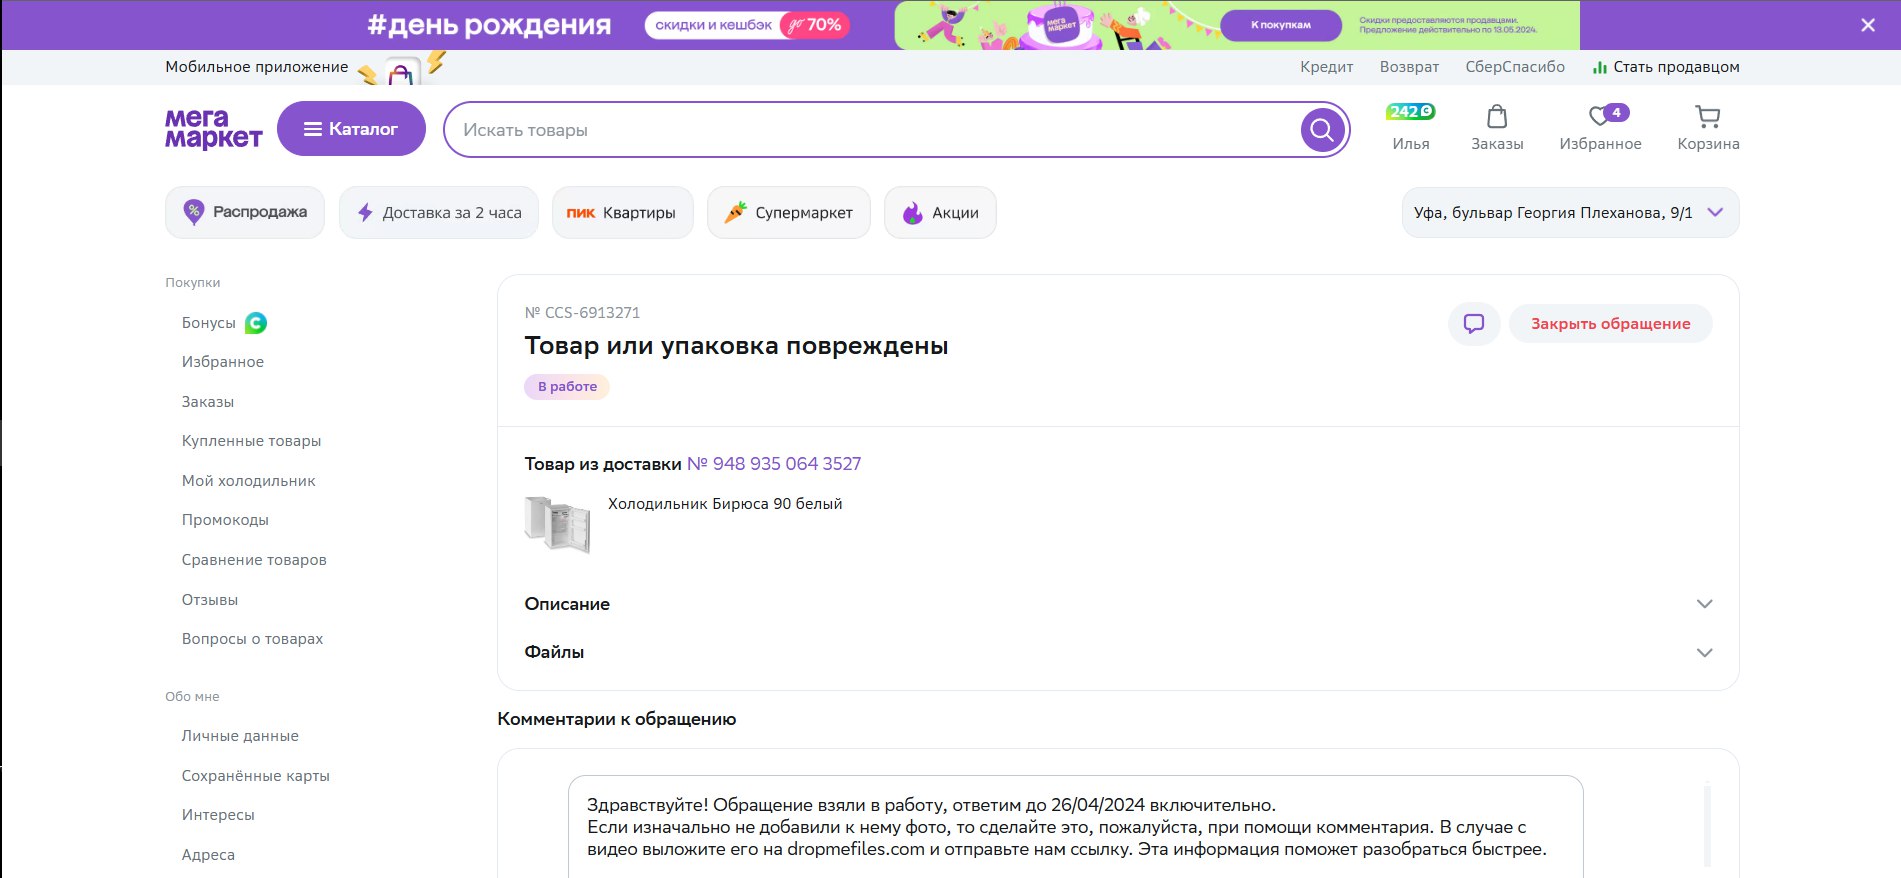 #день рождения
скидки и кешбэк до 70%
мега маркет
К покупкам
Скидки предоставляются продавцами.
Предложение действительно по 13.05.2024.
Мобильное приложение
Кредит Возврат СберСпасибо Стать продавцом
мега
маркет
Каталог
Искать товары
242
Илья
Заказы
4
Избранное
Корзина
% Распродажа
Доставка за 2 часа
ПИК Квартиры
Супермаркет
Акции
Уфа, бульвар Георгия Плеханова, 9/1
Покупки
Бонусы
Избранное
Заказы
Купленные товары
Мой холодильник
Промокоды
Сравнение товаров
Отзывы
Вопросы о товарах
Обо мне
Личные данные
Сохранённые карты
Интересы
Адреса
№ CCS-6913271
Товар или упаковка повреждены
В работе
Закрыть обращение
Товар из доставки № 948 935 064 3527
Холодильник Бирюса 90 белый
Описание
Файлы
Комментарии к обращению
Здравствуйте! Обращение взяли в работу, ответим до 26/04/2024 включительно.
Если изначально не добавили к нему фото, то сделайте это, пожалуйста, при помощи комментария. В случае с
видео выложите его на dropmefiles.com и отправьте нам ссылку. Эта информация поможет разобраться быстрее.